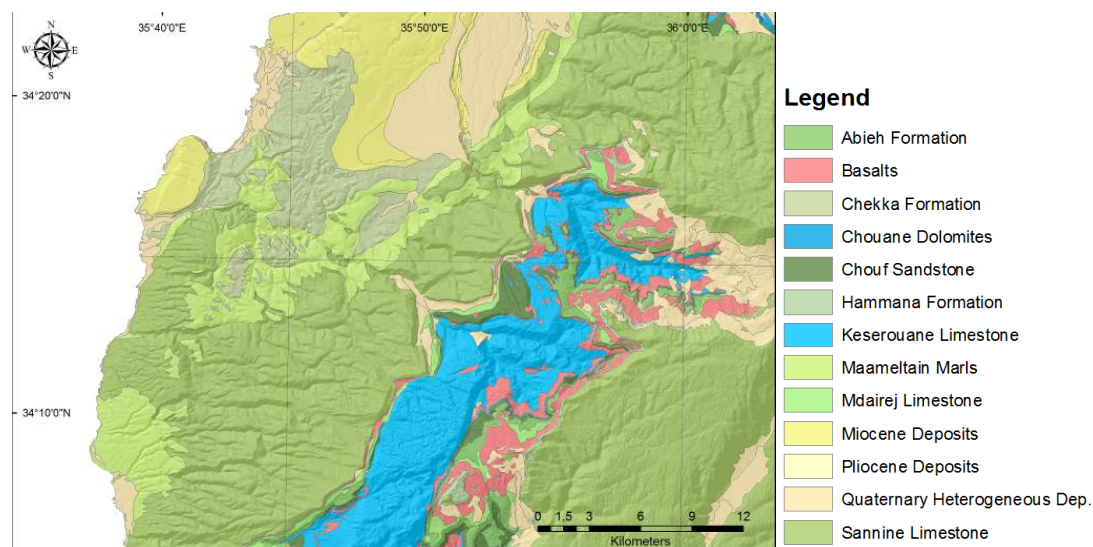 35°40'0"E
35°50'0"E
36°0'0"E
N
W
E
S
34°20'0"N
34°10'0"N
Legend
Abieh Formation
Basalts
Chekka Formation
Chouane Dolomites
Chouf Sandstone
Hammana Formation
Keserouane Limestone
Maameltain Marls
Mdairej Limestone
Miocene Deposits
Pliocene Deposits
Quaternary Heterogeneous Dep.
Sannine Limestone
0 1.5 3 6 9 12
Kilometers